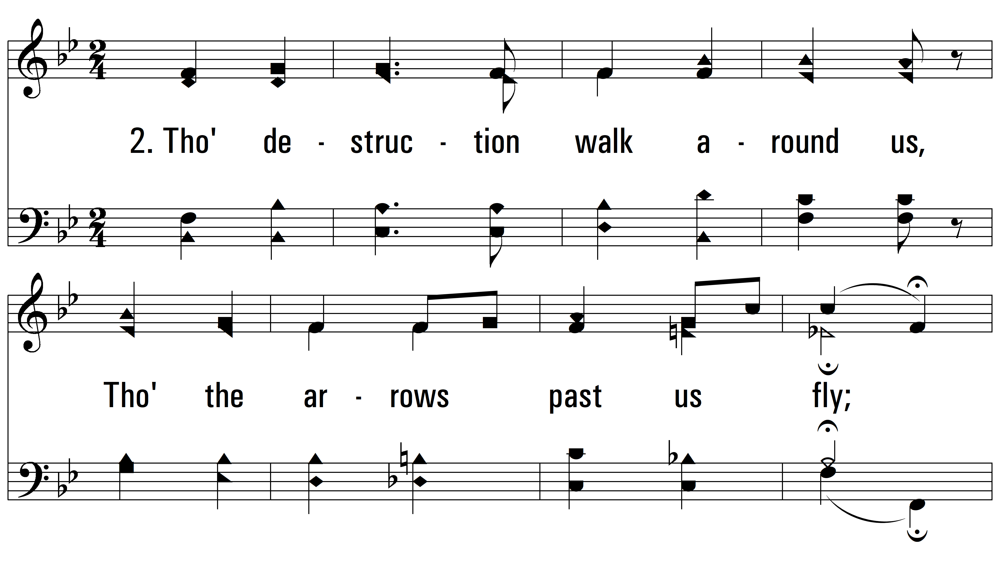 2. Tho' de - struc - tion walk a - round us,
Tho' the ar - rows past us fly;